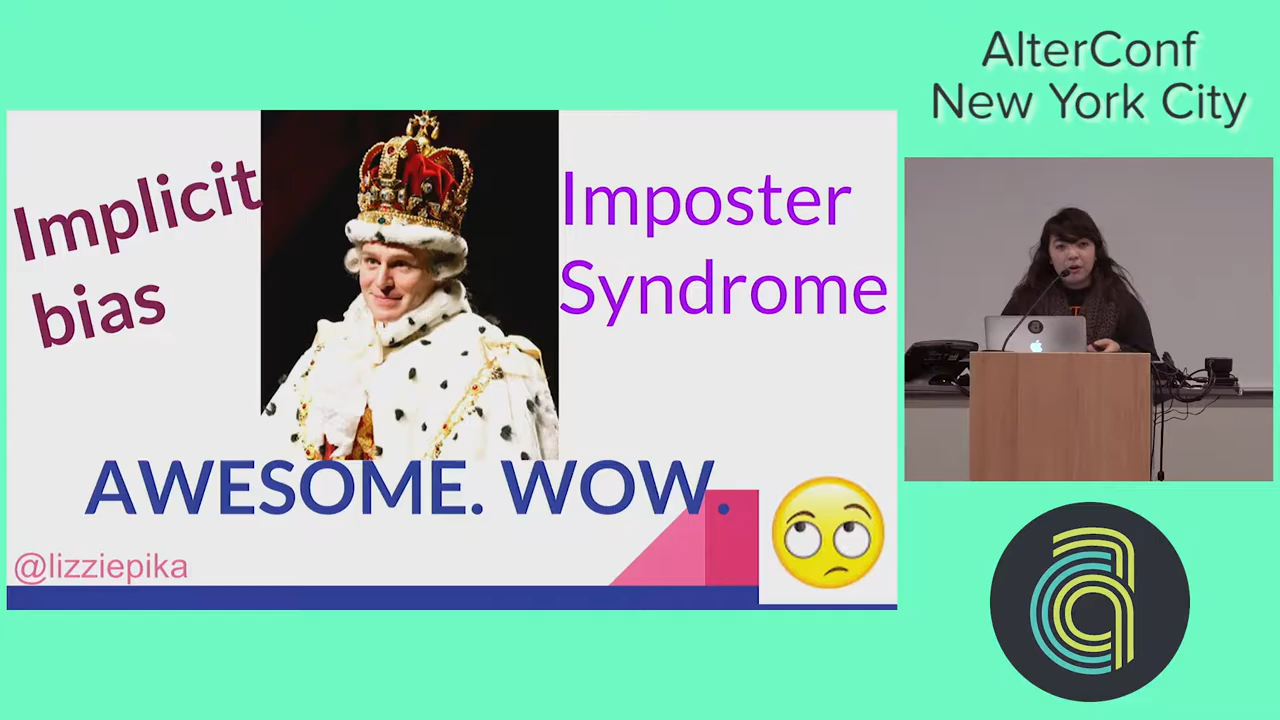 AlterConf
New York City
Implicit
bias
Imposter
Syndrome
AWESOME. WOW.
@lizziepika